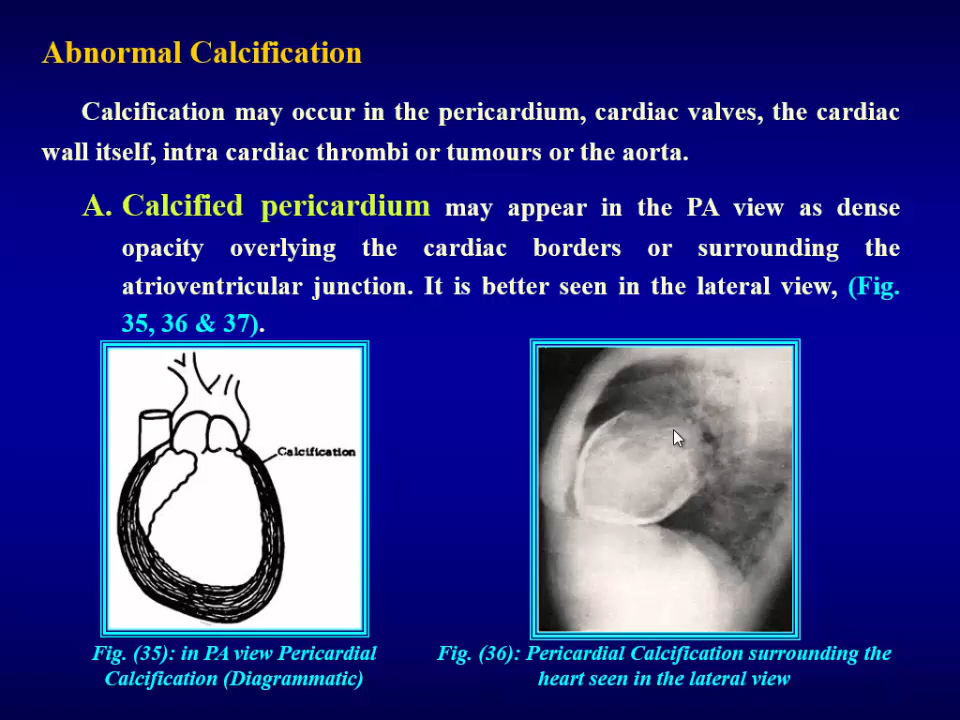 Abnormal Calcification
Calcification may occur in the pericardium, cardiac valves, the cardiac
wall itself, intra cardiac thrombi or tumours or the aorta.
A. Calcified pericardium may appear in the PA view as dense
opacity overlying the cardiac borders or surrounding the
atrioventricular junction. It is better seen in the lateral view, (Fig.
35, 36 & 37).
Calcification
Fig. (35): in PA view Pericardial
Calcification (Diagrammatic)
Fig. (36): Pericardial Calcification surrounding the
heart seen in the lateral view